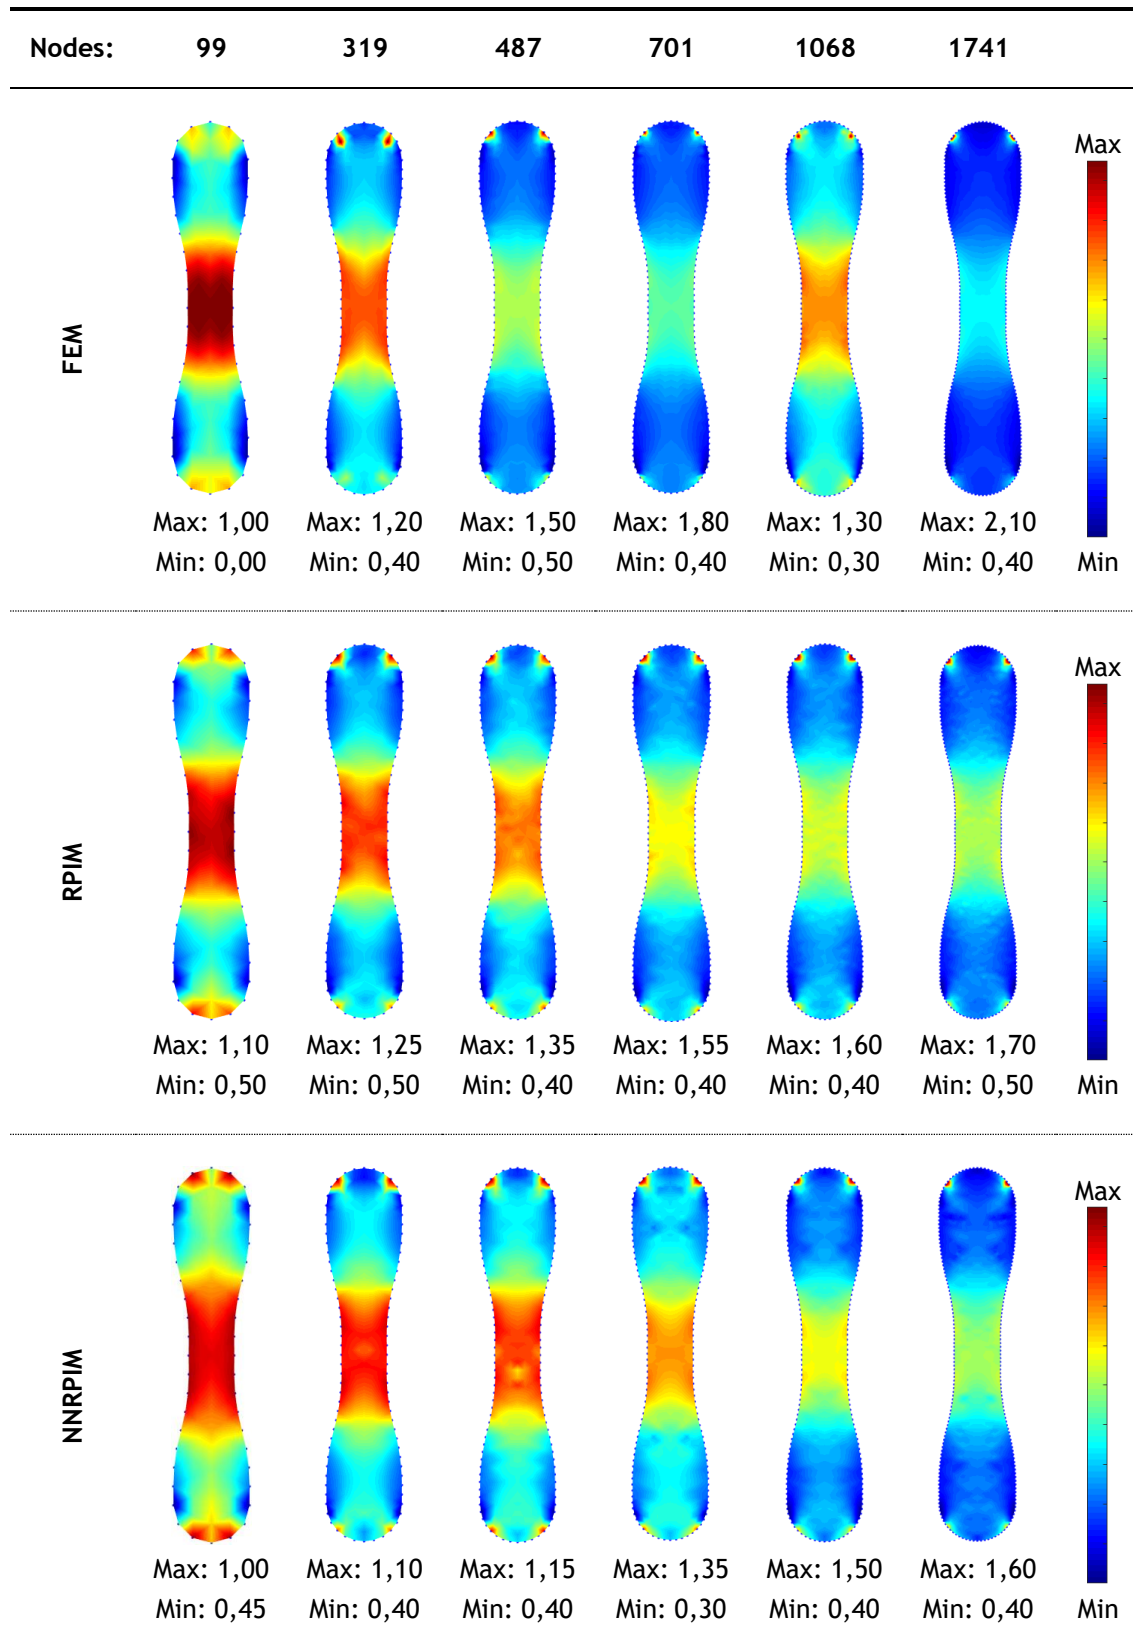 Nodes: 99 319 487 701 1068 1741
Max
FEM
Max: 1,00 Max: 1,20 Max: 1,50 Max: 1,80 Max: 1,30 Max: 2,10
Min: 0,00 Min: 0,40 Min: 0,50 Min: 0,40 Min: 0,30 Min: 0,40 Min
Max
RPIM
Max: 1,10 Max: 1,25 Max: 1,35 Max: 1,55 Max: 1,60 Max: 1,70
Min: 0,50 Min: 0,50 Min: 0,40 Min: 0,40 Min: 0,40 Min: 0,50 Min
Max
NNRPIM
Max: 1,00 Max: 1,10 Max: 1,15 Max: 1,35 Max: 1,50 Max: 1,60
Min: 0,45 Min: 0,40 Min: 0,40 Min: 0,30 Min: 0,40 Min: 0,40 Min